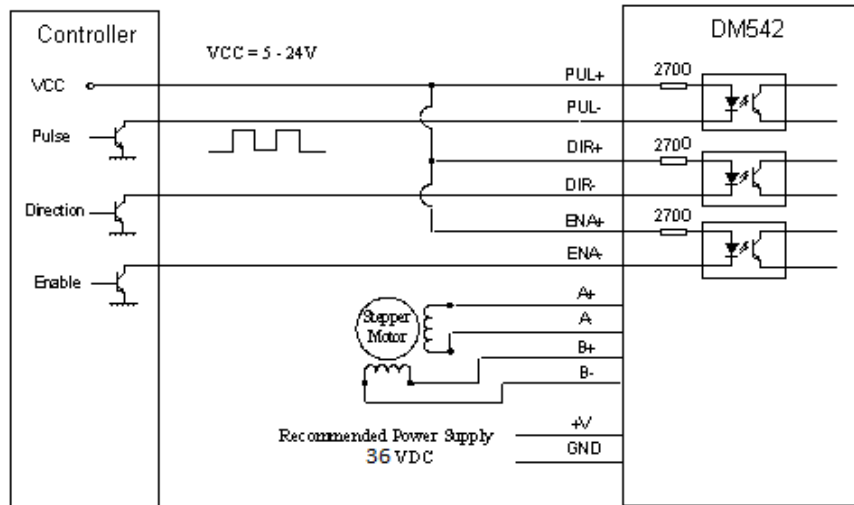 Controller
DM542
VCC = 5 - 24V
VCC
PUL+
2700
PUL-
Pulse
DIR+
2700
DIR-
Direction
ENA+
2700
ENA-
Enable
A+
A
Stepper
Motor
B+
B-
+V
Recommended Power Supply
36 VDC
GND